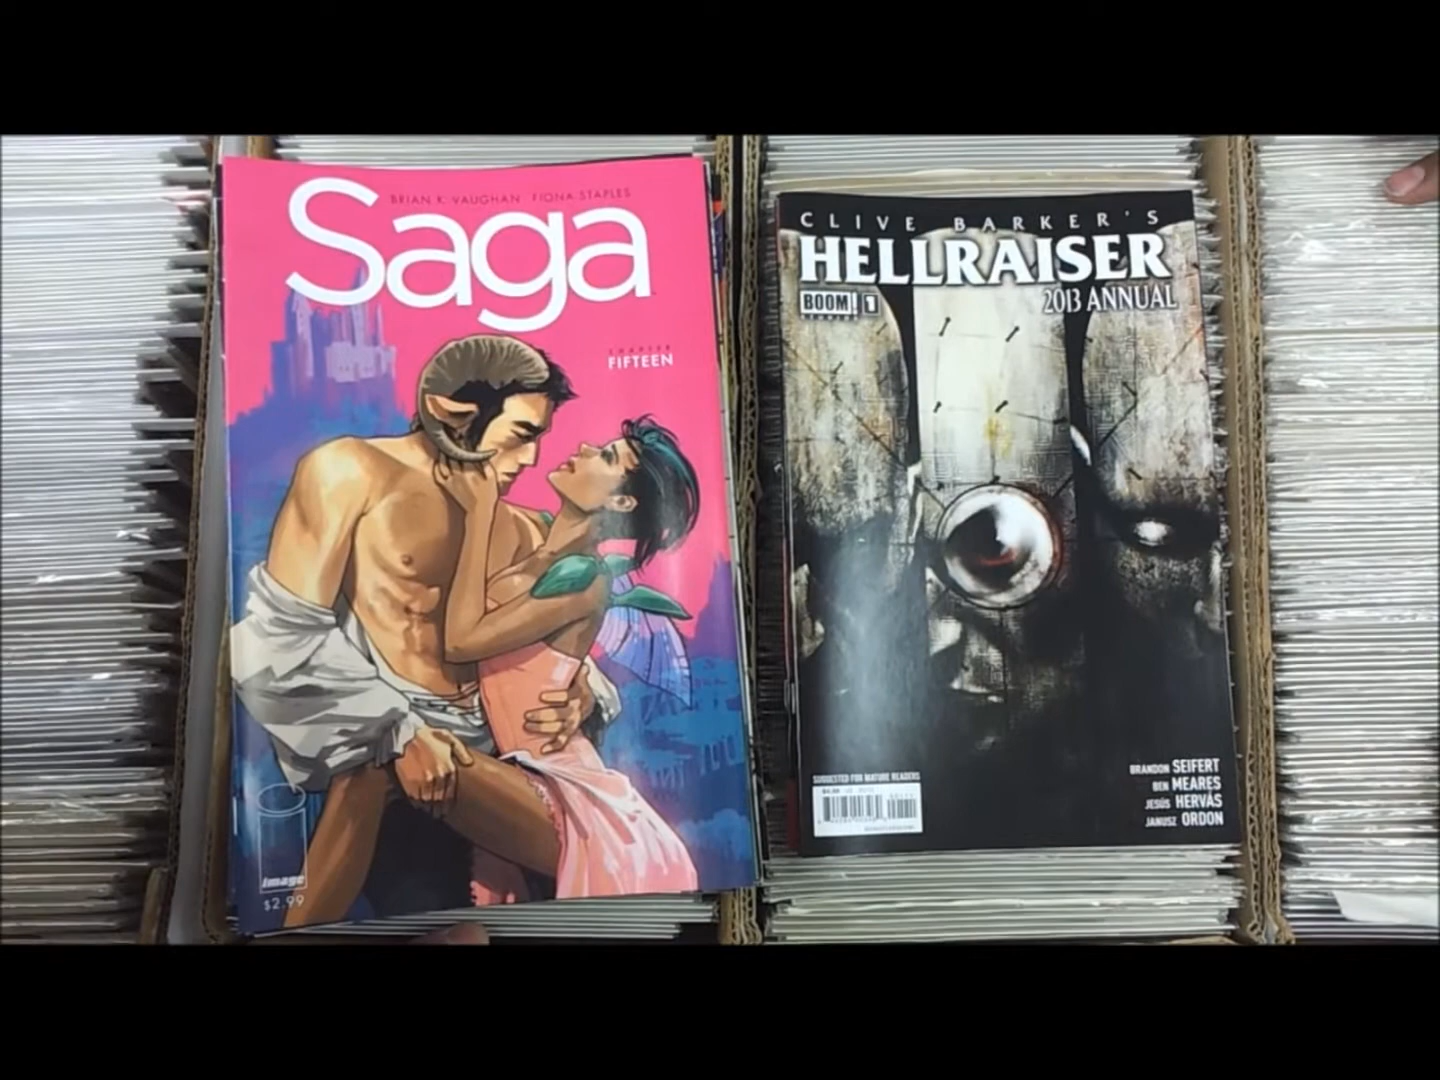 BRIAN K. VAUGHAN FIONA STAPLES
Saga
CHAPTER
FIFTEEN
image
$2.99
CLIVE BARKER'S
HELLRAISER
BOOM! 1
STUDIOS
2013 ANNUAL
SUGGESTED FOR MATURE READERS
BRANDON SEIFERT
BEN MEARES
JESÚS HERVÁS
JANUSZ ORDON